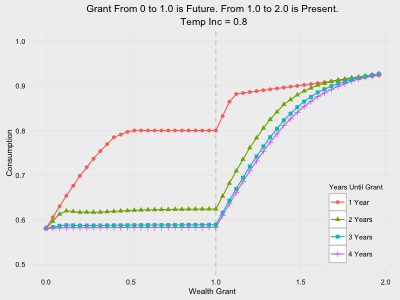 Grant From 0 to 1.0 is Future. From 1.0 to 2.0 is Present.
Temp Inc = 0.8
1.0
0.9
0.8
0.7
0.6
0.5
Consumption
0.0
0.5
1.0
1.5
2.0
Wealth Grant
Years Until Grant
1 Year
2 Years
3 Years
4 Years